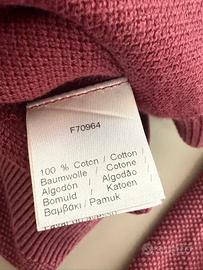 F70964
100 % Coton / Cotton /
Baumwolle / Cotone /
Algodón / Algodão /
Bomuld / Katoen /
Βαμβάκι / Pamuk